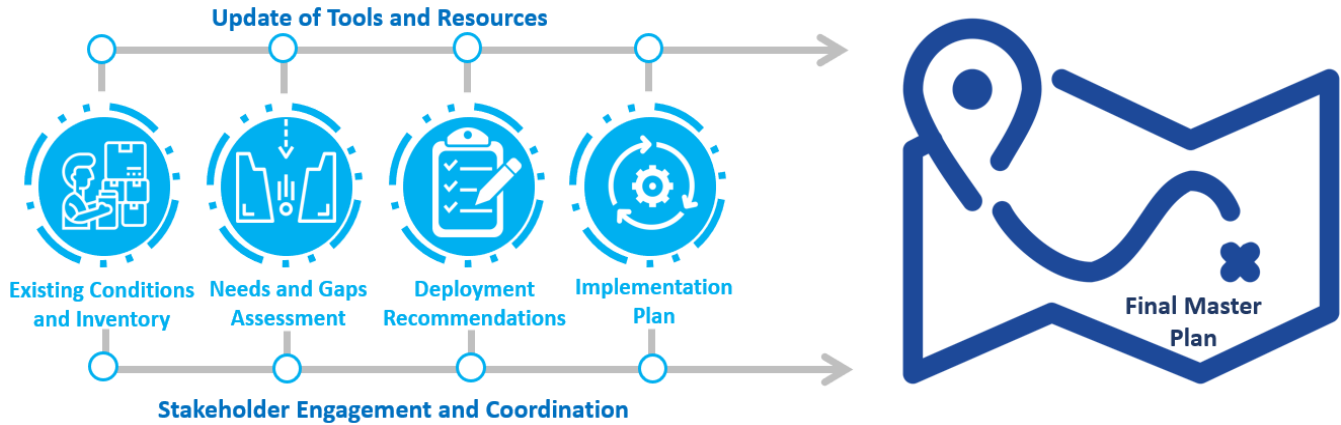 Update of Tools and Resources
Existing Conditions
and Inventory
Needs and Gaps
Assessment
Deployment
Recommendations
Implementation
Plan
Final Master
Plan
Stakeholder Engagement and Coordination